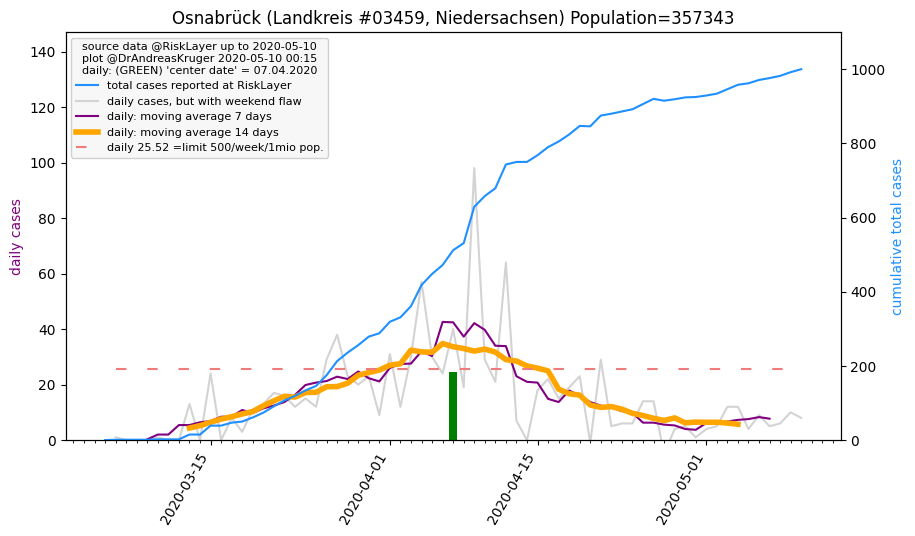 Osnabrück (Landkreis #03459, Niedersachsen) Population=357343
source data @RiskLayer up to 2020-05-10
plot @DrAndreasKruger 2020-05-10 00:15
daily: (GREEN) 'center date' = 07.04.2020
total cases reported at RiskLayer
daily cases, but with weekend flaw
daily: moving average 7 days
daily: moving average 14 days
daily 25.52 =limit 500/week/1mio pop.
daily cases
140
120
100
80
60
40
20
0
cumulative total cases
1000
800
600
400
200
0
2020-03-15
2020-04-01
2020-04-15
2020-05-01